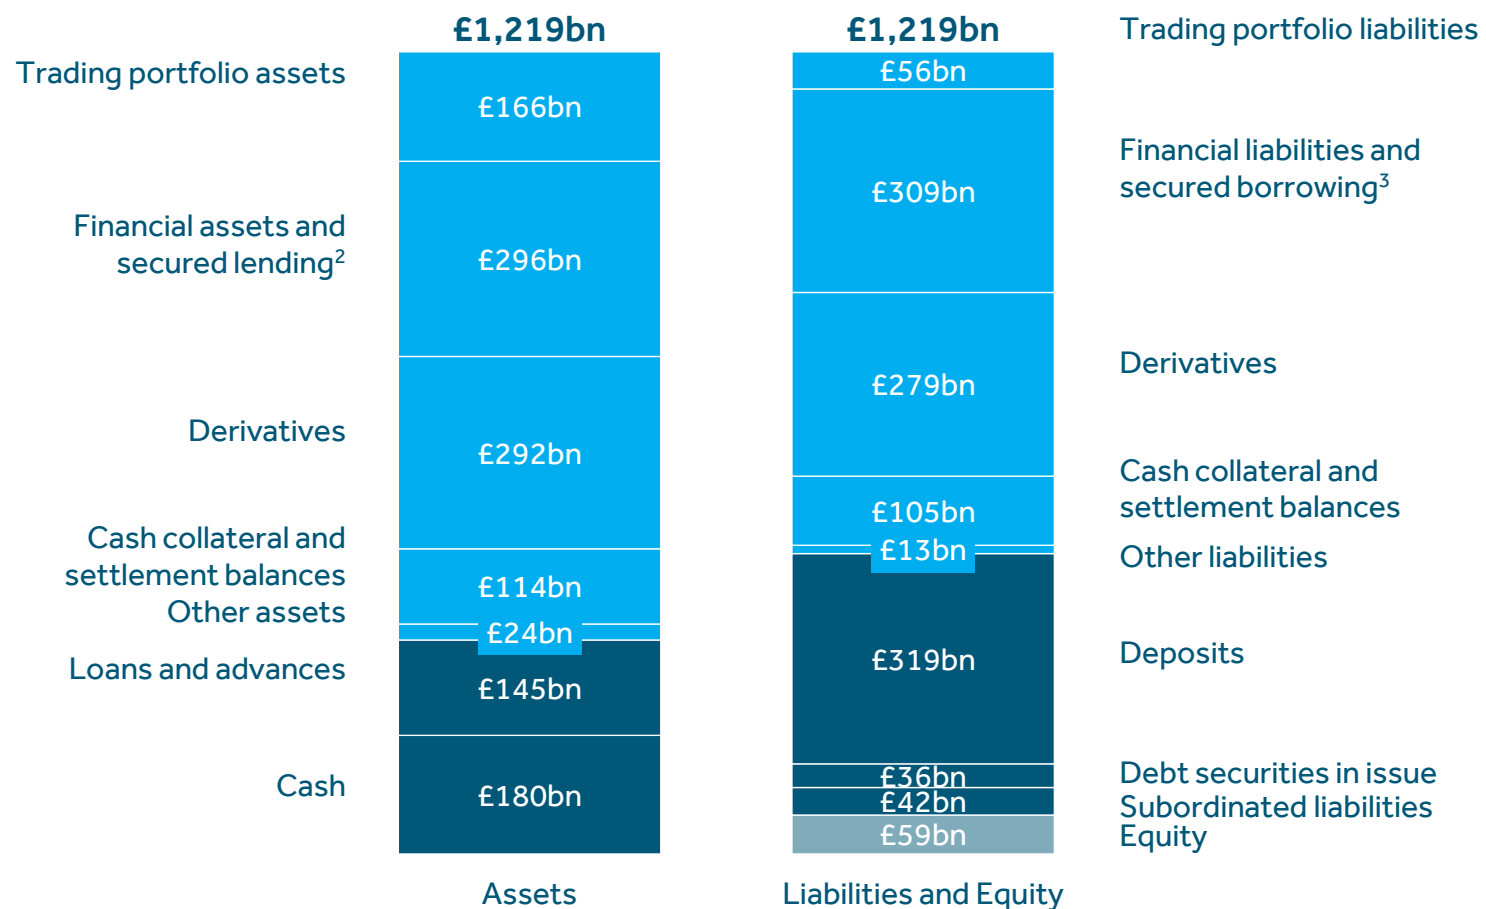 £1,219bn
£1,219bn
Trading portfolio liabilities
Trading portfolio assets
£166bn
£56bn
Financial assets and
secured lending2
£296bn
£309bn
Financial liabilities and
secured borrowing3
Derivatives
£292bn
£279bn
Derivatives
Cash collateral and
settlement balances
£114bn
£105bn
Cash collateral and
settlement balances
Other assets
£24bn
£13bn
Other liabilities
Loans and advances
£145bn
£319bn
Deposits
Cash
£180bn
£36bn
Debt securities in issue
£42bn
Subordinated liabilities
£59bn
Equity
Assets
Liabilities and Equity